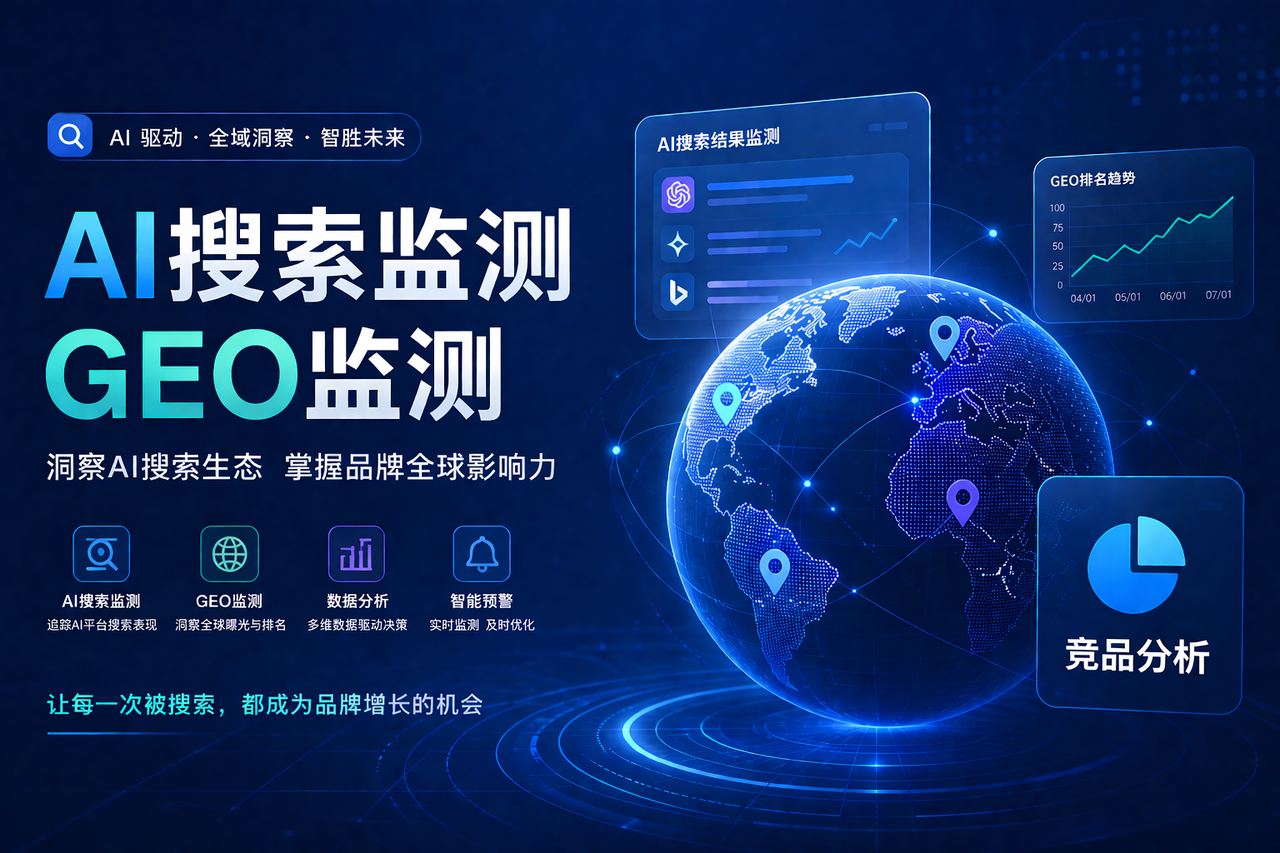 AI 驱动 · 全域洞察 · 智胜未来
AI搜索监测
GEO监测
洞察AI搜索生态 掌握品牌全球影响力
AI搜索监测
追踪AI平台搜索表现
GEO监测
洞察全球曝光与排名
数据分析
多维数据驱动决策
智能预警
实时监测 及时优化
让每一次被搜索，都成为品牌增长的机会
AI搜索结果监测
GEO排名趋势
100
75
50
25
0
04/01 05/01 06/01 07/01
竞品分析